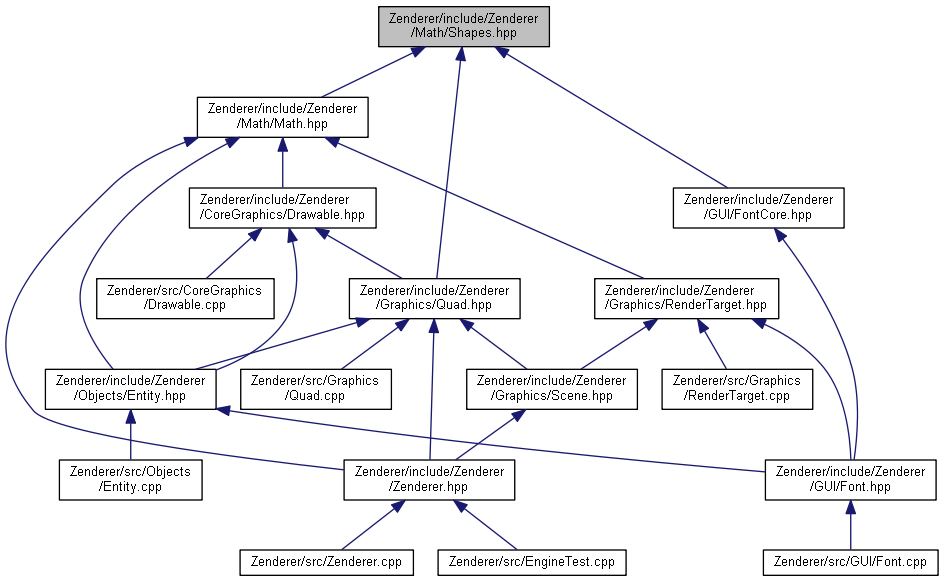 Zenderer/include/Zenderer
/Math/Shapes.hpp
Zenderer/include/Zenderer
/Math/Math.hpp
Zenderer/include/Zenderer
/CoreGraphics/Drawable.hpp
Zenderer/include/Zenderer
/GUI/FontCore.hpp
Zenderer/src/CoreGraphics
/Drawable.cpp
Zenderer/include/Zenderer
/Graphics/Quad.hpp
Zenderer/include/Zenderer
/Graphics/RenderTarget.hpp
Zenderer/include/Zenderer
/Objects/Entity.hpp
Zenderer/src/Graphics
/Quad.cpp
Zenderer/include/Zenderer
/Graphics/Scene.hpp
Zenderer/src/Graphics
/RenderTarget.cpp
Zenderer/src/Objects
/Entity.cpp
Zenderer/include/Zenderer
/Zenderer.hpp
Zenderer/include/Zenderer
/GUI/Font.hpp
Zenderer/src/Zenderer.cpp
Zenderer/src/EngineTest.cpp
Zenderer/src/GUI/Font.cpp